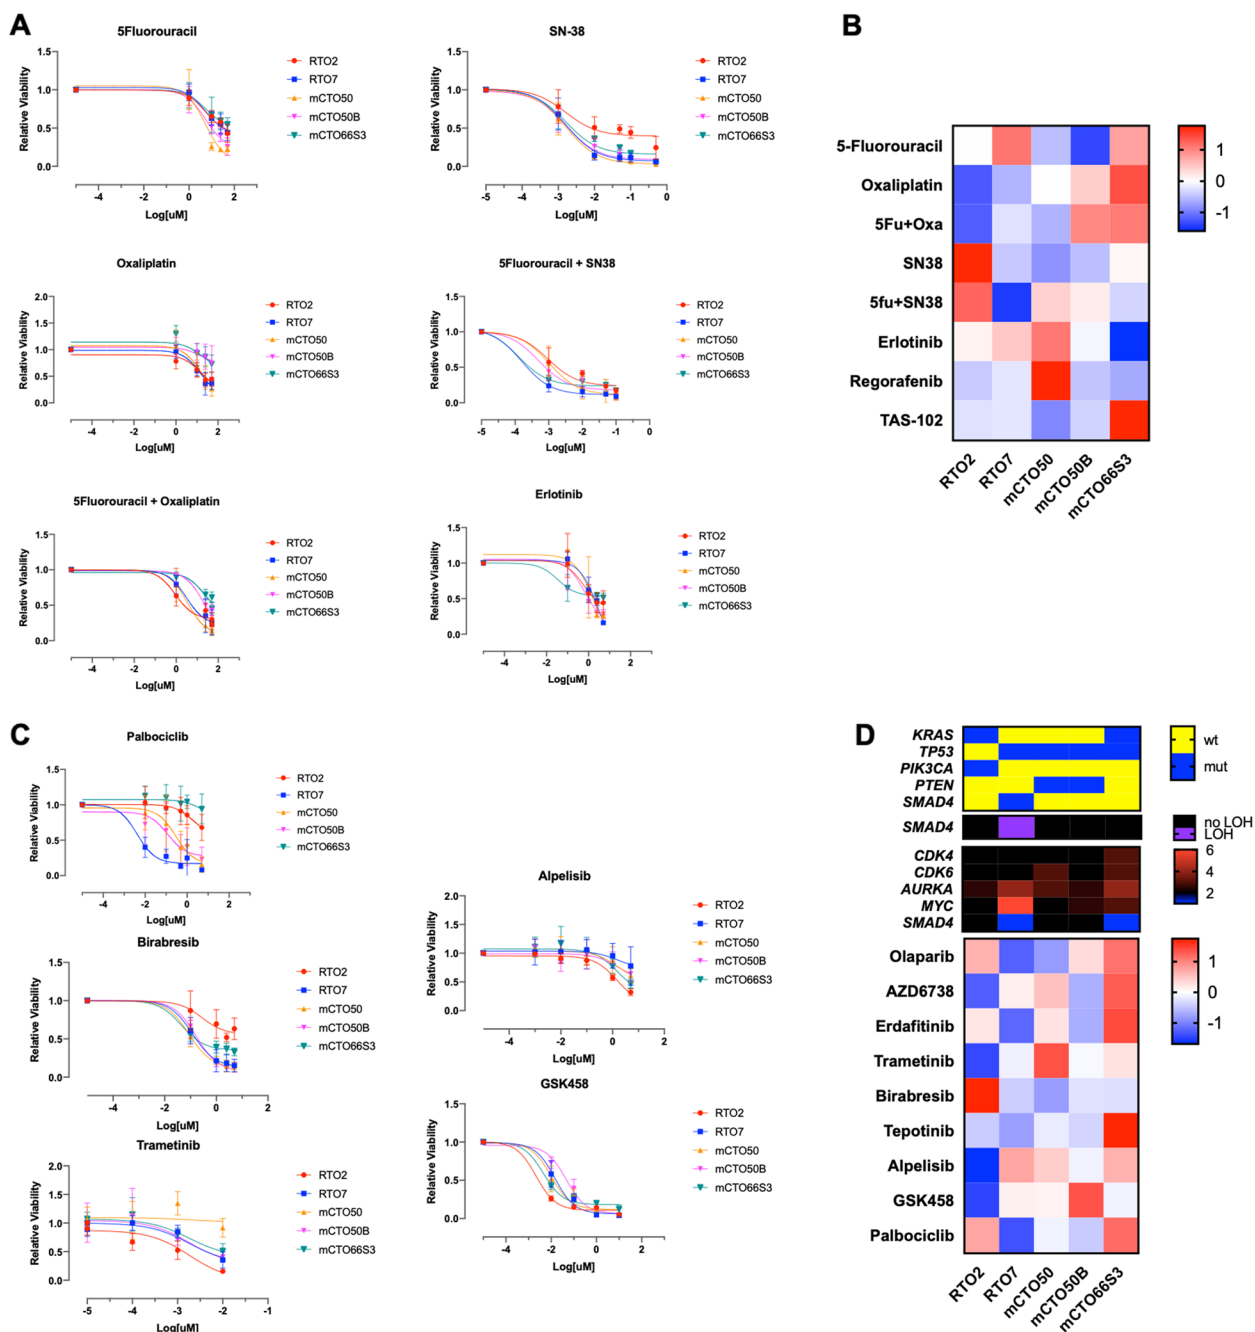 A
5Fluorouracil
Relative Viability
1.5
1.0
0.5
0.0
-4 -2 0 2
Log[uM]
RTO2
RTO7
mCTO50
mCTO50B
mCTO66S3
SN-38
Relative Viability
1.5
1.0
0.5
0.0
-5 -4 -3 -2 -1 0
Log[uM]
RTO2
RTO7
mCTO50
mCTO50B
mCTO66S3
Oxaliplatin
Relative Viability
2.0
1.5
1.0
0.5
0.0
-4 -2 0 2
Log[uM]
RTO2
RTO7
mCTO50
mCTO50B
mCTO66S3
5Fluorouracil + SN38
Relative Viability
1.5
1.0
0.5
0.0
-5 -4 -3 -2 -1 0
Log[uM]
RTO2
RTO7
mCTO50
mCTO50B
mCTO66S3
5Fluorouracil + Oxaliplatin
Relative Viability
1.5
1.0
0.5
0.0
-4 -2 0 2
Log[uM]
RTO2
RTO7
mCTO50
mCTO50B
mCTO66S3
Erlotinib
Relative Viability
1.5
1.0
0.5
0.0
-4 -2 0 2
Log[uM]
RTO2
RTO7
mCTO50
mCTO50B
mCTO66S3
B
5-Fluorouracil
Oxaliplatin
5Fu+Oxa
SN38
5fu+SN38
Erlotinib
Regorafenib
TAS-102
RTO2
RTO7
mCTO50
mCTO50B
mCTO66S3
1
0
-1
C
Palbociclib
Relative Viability
1.5
1.0
0.5
0.0
-4 -2 0 2
Log[uM]
RTO2
RTO7
mCTO50
mCTO50B
mCTO66S3
Birabresib
Relative Viability
1.5
1.0
0.5
0.0
-4 -2 0 2
Log[uM]
RTO2
RTO7
mCTO50
mCTO50B
mCTO66S3
Trametinib
Relative Viability
2.0
1.5
1.0
0.5
0.0
-5 -4 -3 -2 -1
Log[uM]
RTO2
RTO7
mCTO50
mCTO50B
mCTO66S3
Alpelisib
Relative Viability
2.0
1.5
1.0
0.5
0.0
-4 -2 0 2
Log[uM]
RTO2
RTO7
mCTO50
mCTO50B
mCTO66S3
GSK458
Relative Viability
1.5
1.0
0.5
0.0
-4 -2 0 2
Log[uM]
RTO2
RTO7
mCTO50
mCTO50B
mCTO66S3
D
KRAS
TP53
PIK3CA
PTEN
SMAD4
wt
mut
SMAD4
no LOH
LOH
CDK4
CDK6
AURKA
MYC
SMAD4
6
4
2
Olaparib
AZD6738
Erdafitinib
Trametinib
Birabresib
Tepotinib
Alpelisib
GSK458
Palbociclib
1
0
-1
RTO2
RTO7
mCTO50
mCTO50B
mCTO66S3